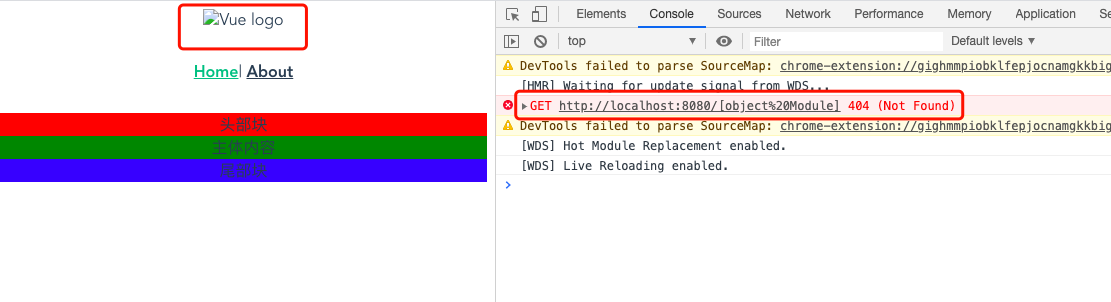 Vue logo
Home| About
头部块
主体内容
尾部块
Elements Console Sources Network Performance Memory Application
top Filter Default levels
DevTools failed to parse SourceMap: chrome-extension://gighmmpiobklfepjocnamgkkbig
[HMR] Waiting for update signal from WDS...
GET http://localhost:8080/[object%20Module] 404 (Not Found)
DevTools failed to parse SourceMap: chrome-extension://gighmmpiobklfepjocnamgkkbig
[WDS] Hot Module Replacement enabled.
[WDS] Live Reloading enabled.